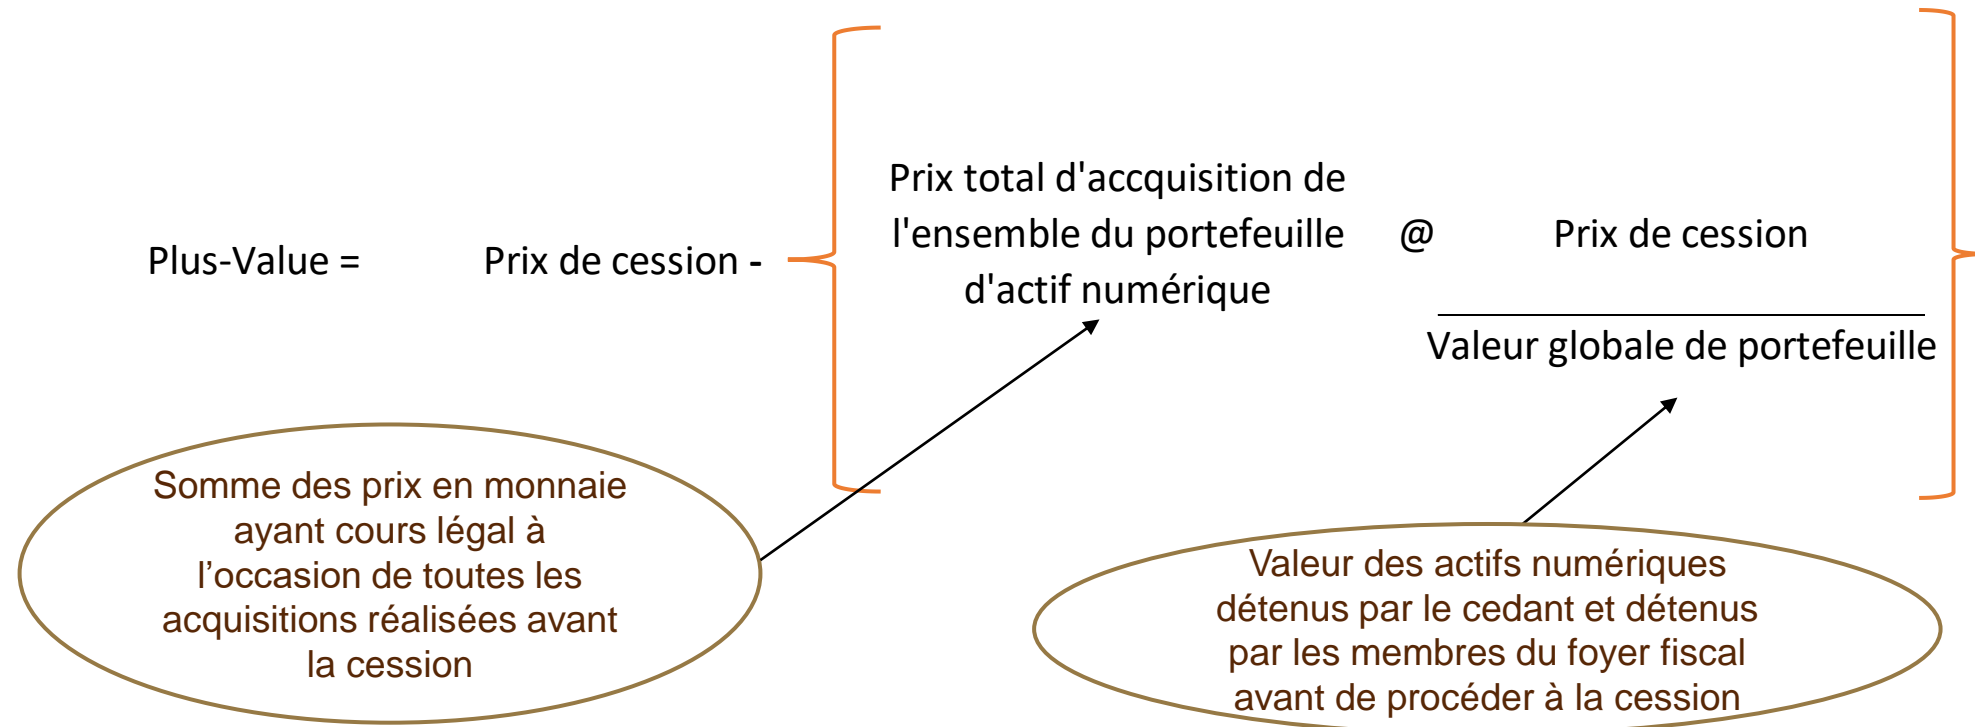 Plus-Value = Prix de cession -
Prix total d'accquisition de
l'ensemble du portefeuille
d'actif numérique
@
Prix de cession
Valeur globale de portefeuille
Somme des prix en monnaie
ayant cours légal à
l’occasion de toutes les
acquisitions réalisées avant
la cession
Valeur des actifs numériques
détenus par le cedant et détenus
par les membres du foyer fiscal
avant de procéder à la cession